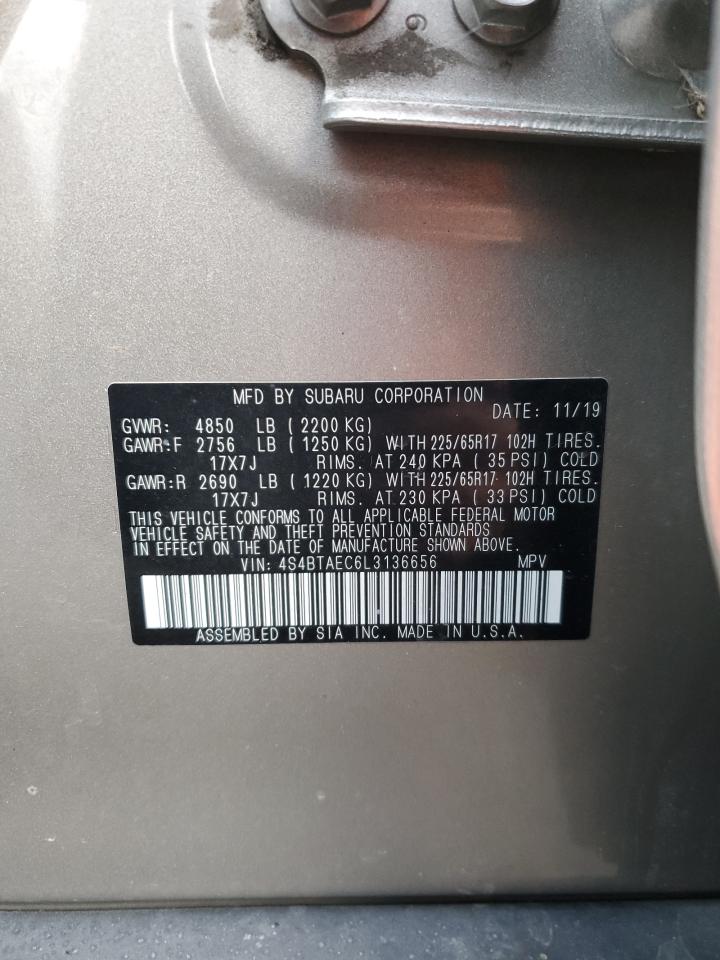 6
MFD BY SUBARU CORPORATION
DATE: 11/19
GVWR: 4850 LB (2200 KG)
GAWR:F 2756 LB (1250 KG) WITH 225/65R17 102H TIRES.
17X7J RIMS. AT 240 KPA (35 PSI) COLD
GAWR:R 2690 LB (1220 KG) WITH 225/65R17 102H TIRES.
17X7J RIMS. AT 230 KPA (33 PSI) COLD
THIS VEHICLE CONFORMS TO ALL APPLICABLE FEDERAL MOTOR
VEHICLE SAFETY AND THEFT PREVENTION STANDARDS
IN EFFECT ON THE DATE OF MANUFACTURE SHOWN ABOVE.
VIN: 4S4BTAEC6L3136656 MPV
ASSEMBLED BY SIA INC. MADE IN U.S.A.